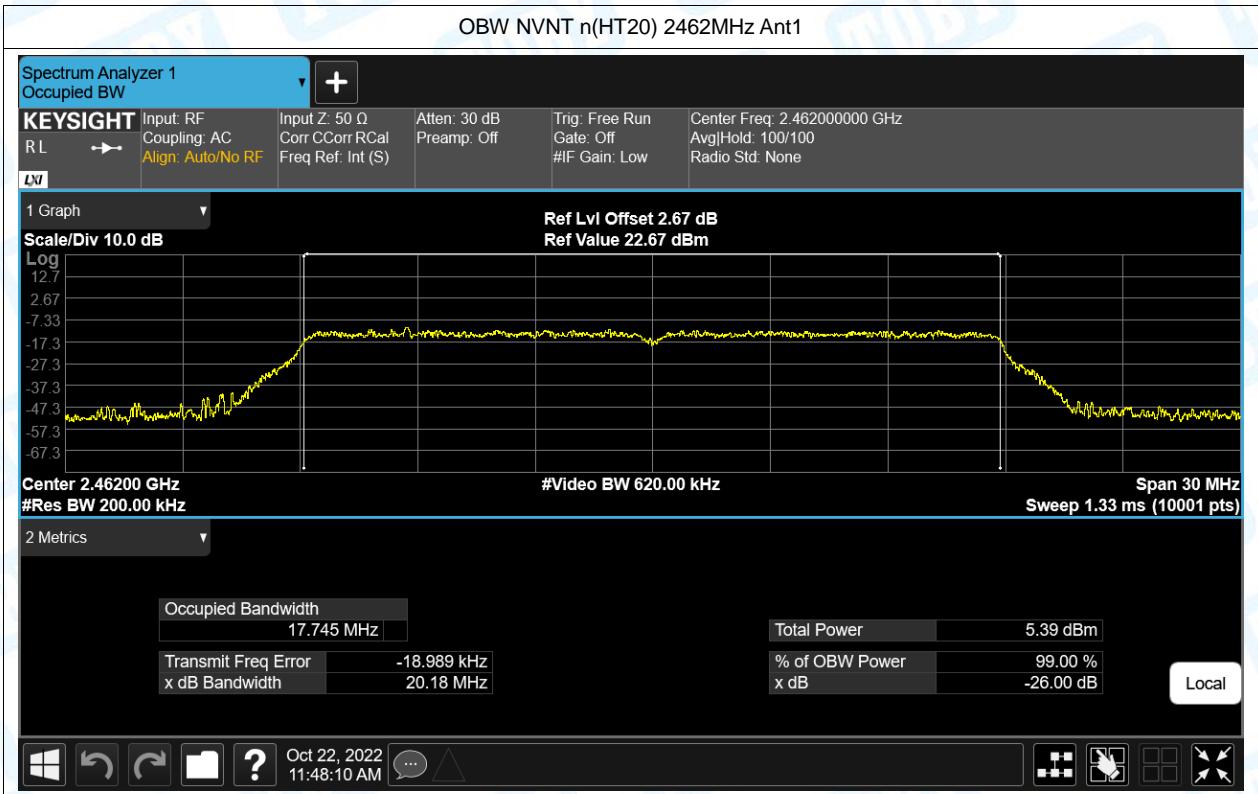 OBW NVNT n(HT20) 2462MHz Ant1
Spectrum Analyzer 1
Occupied BW
KEYSIGHT
R L
LXI
Input: RF
Coupling: AC
Align: Auto/No RF
Input Z: 50 Ω
Corr CCorr RCal
Freq Ref: Int (S)
Atten: 30 dB
Preamp: Off
Trig: Free Run
Gate: Off
#IF Gain: Low
Center Freq: 2.462000000 GHz
Avg|Hold: 100/100
Radio Std: None
1 Graph
Scale/Div 10.0 dB
Ref Lvl Offset 2.67 dB
Ref Value 22.67 dBm
Log
12.7
2.67
-7.33
-17.3
-27.3
-37.3
-47.3
-57.3
-67.3
Center 2.46200 GHz
#Video BW 620.00 kHz
Span 30 MHz
#Res BW 200.00 kHz
Sweep 1.33 ms (10001 pts)
2 Metrics
Occupied Bandwidth
17.745 MHz
Total Power 5.39 dBm
Transmit Freq Error -18.989 kHz
% of OBW Power 99.00 %
x dB Bandwidth 20.18 MHz
x dB -26.00 dB
Local
?
Oct 22, 2022
11:48:10 AM